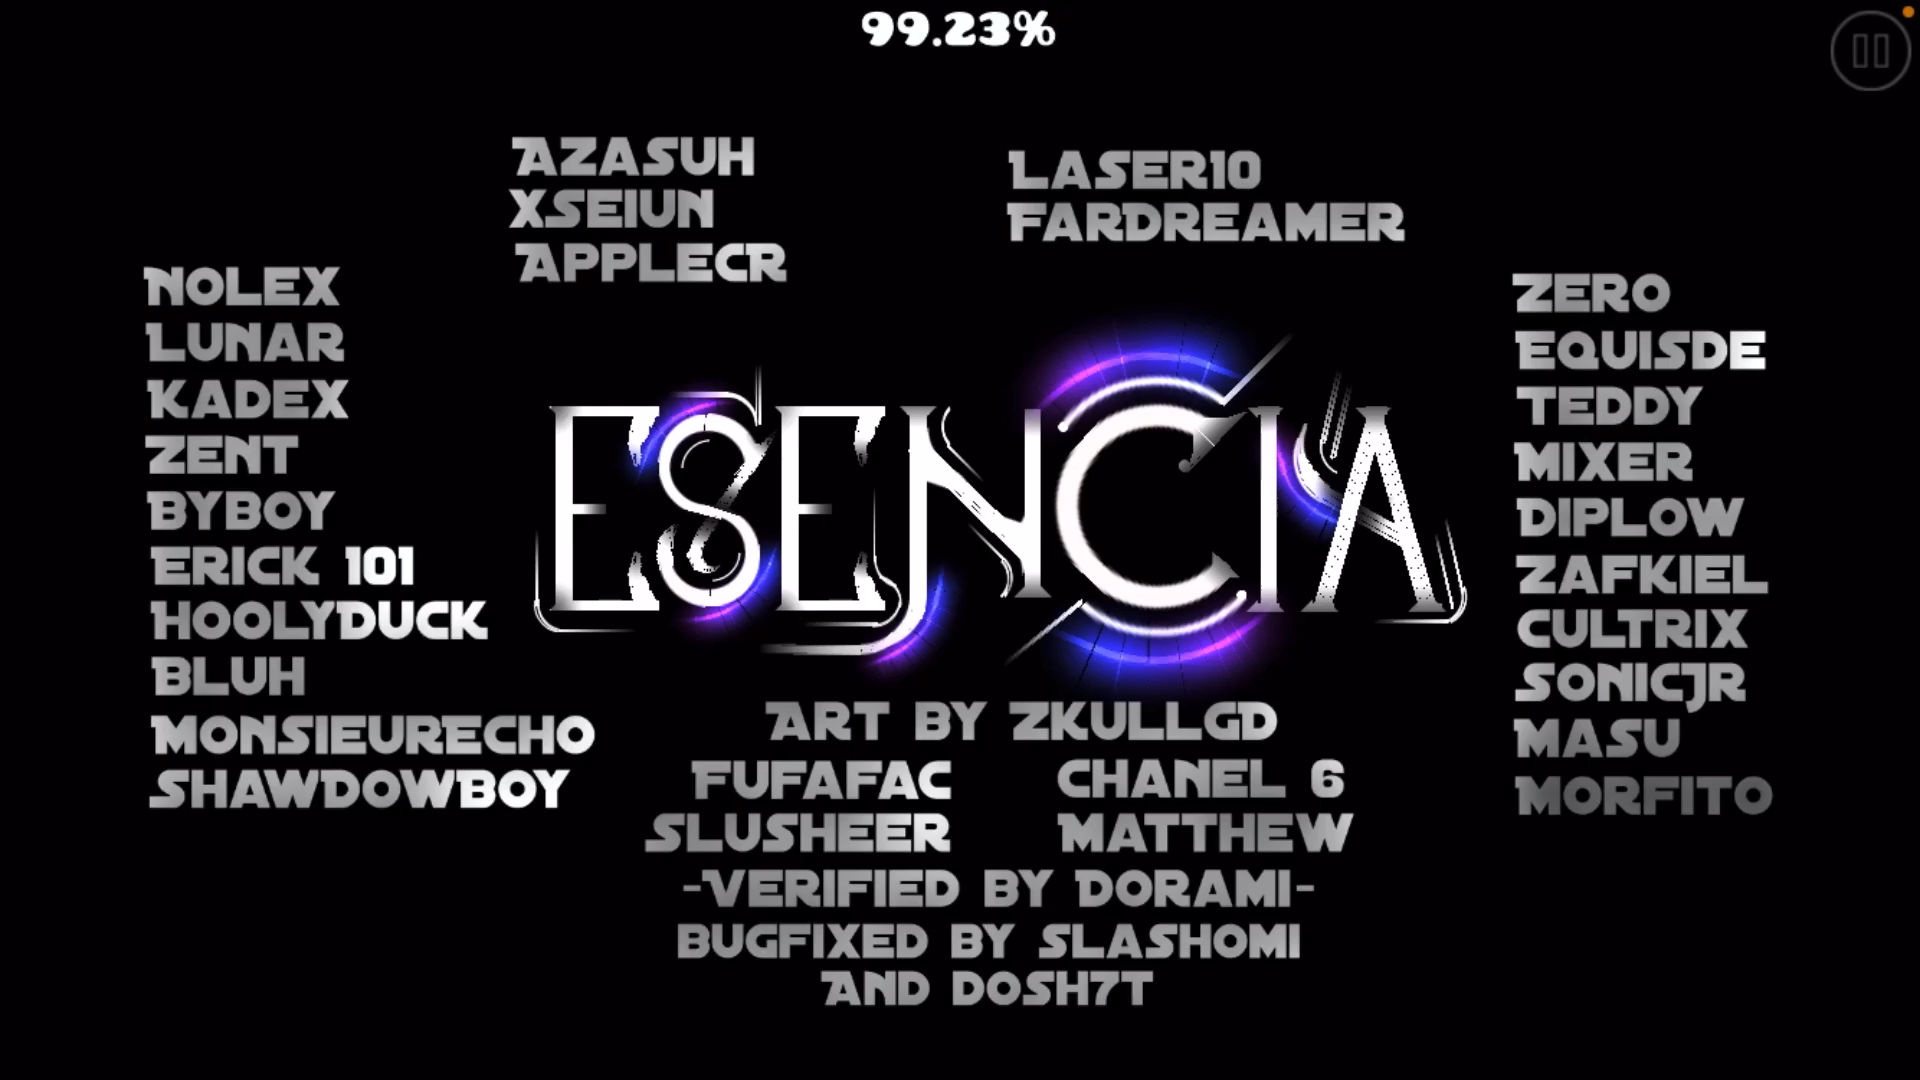 99.23%
AZASUH
XSEIUN
APPLECR
LASER10
FARDREAMER
NOLEX
LUNAR
KADEX
ZENT
BYBOY
ERICK 101
HOOLYDUCK
BLUH
MONSIEURECHO
SHAWDOWBOY
ESENCIA
ZERO
EQUISDE
TEDDY
MIXER
DIPLOW
ZAFKIEL
CULTRIX
SONICJR
MASU
MORFITO
ART BY ZKULLGD
FUFAFAC
SLUSHEER
CHANEL 6
MATTHEW
-VERIFIED BY DORAMI-
BUGFIXED BY SLASHOMI
AND DOSH7T